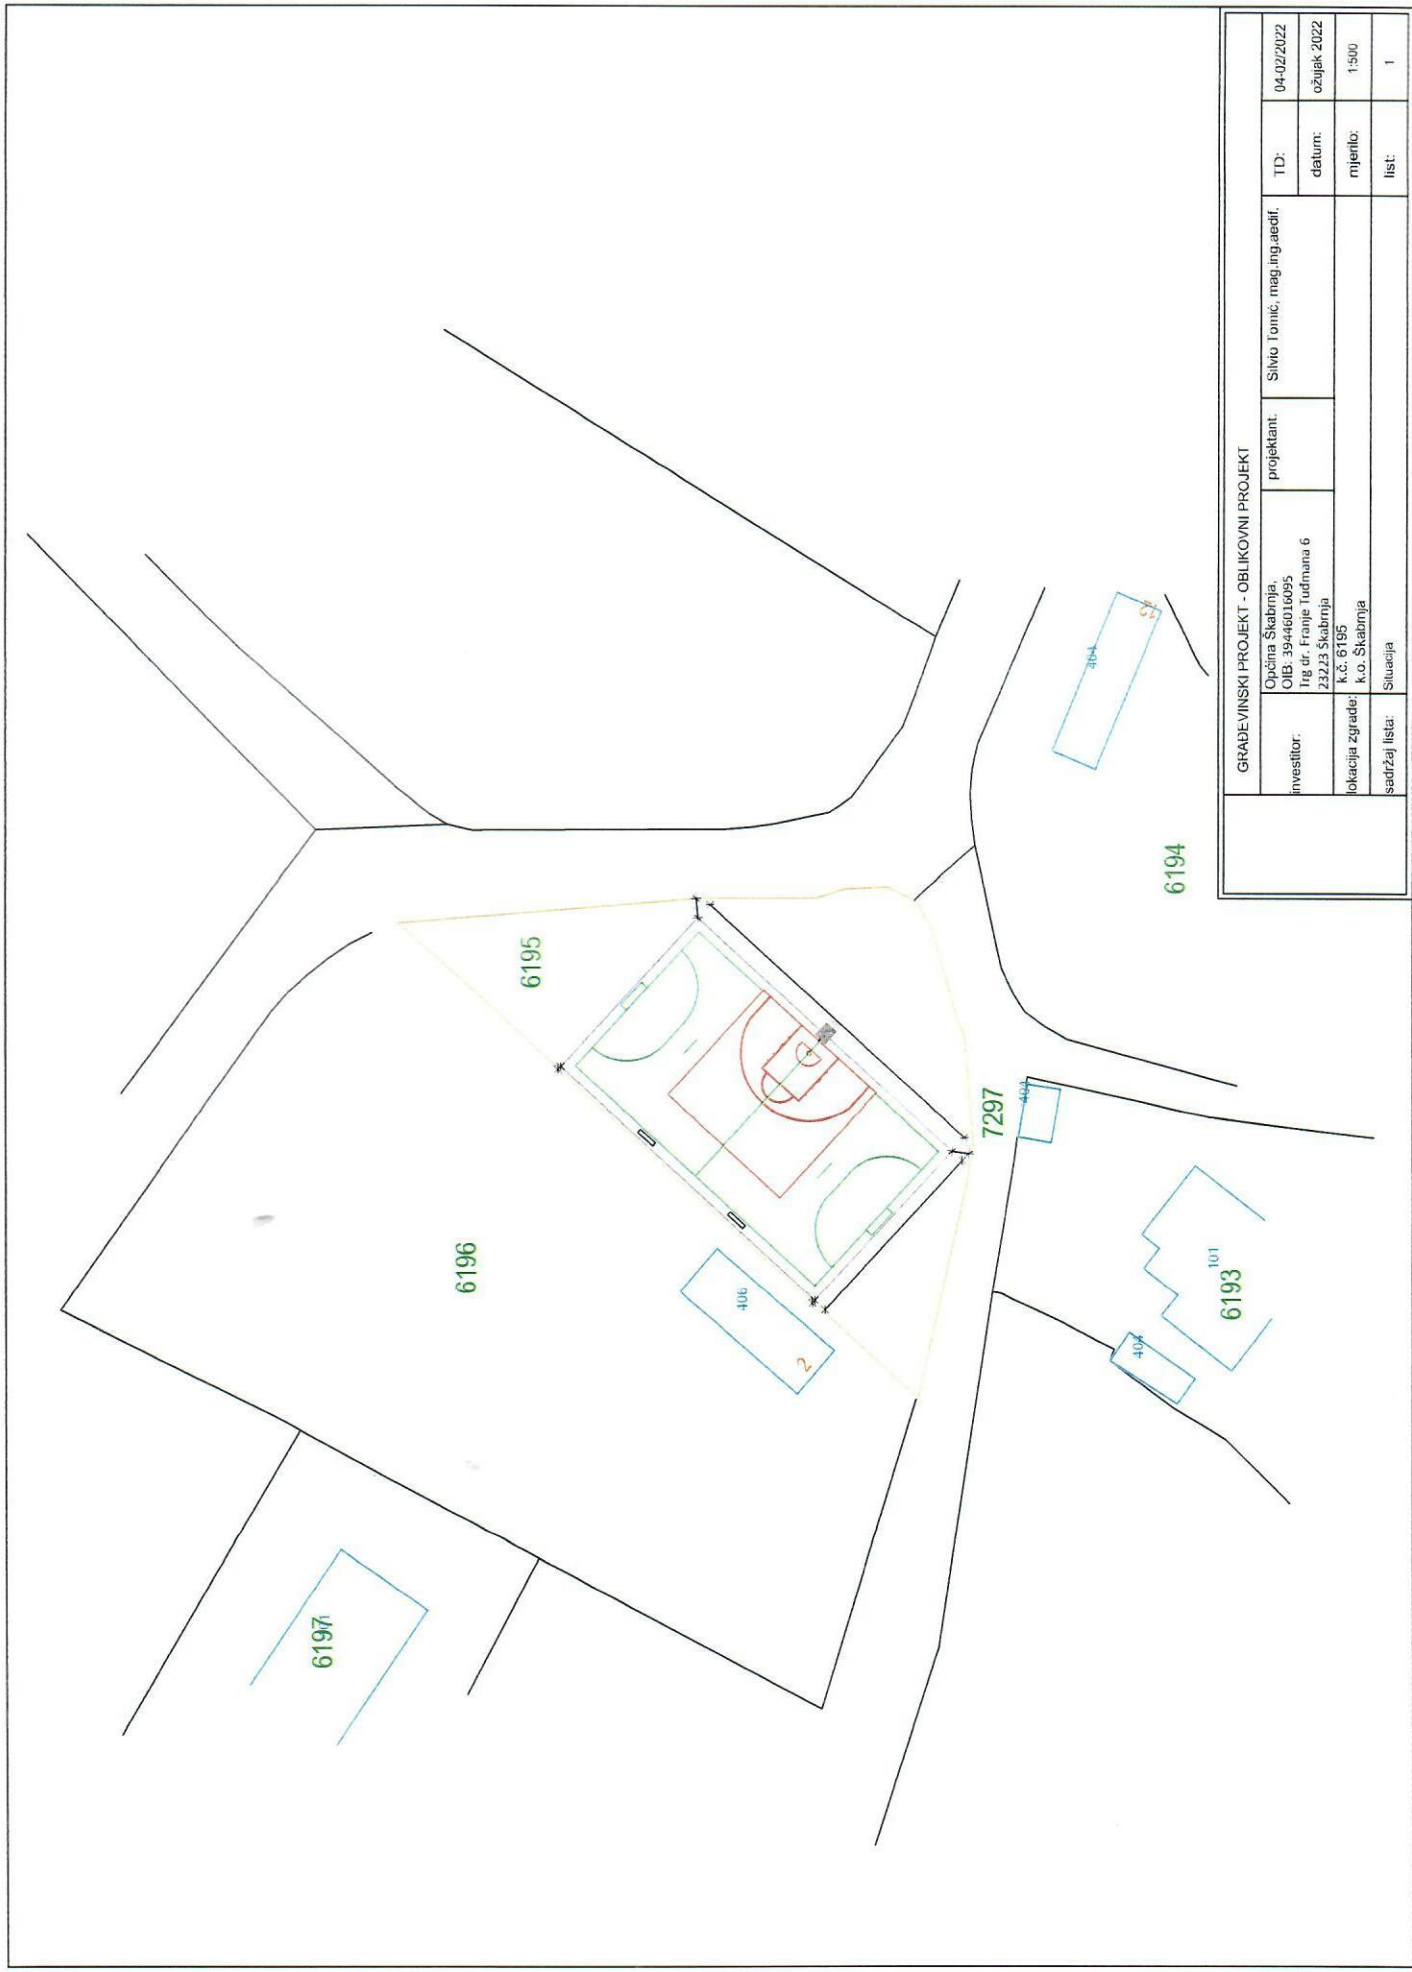 GRAĐEVINSKI PROJEKT - OBLIKOVNI PROJEKT
investitor:
Općina Škabrnja,
OIB: 39446016095
Trg dr. Franje Tuđmana 6
23223 Škabrnja
projektant:
Silvio Tomić, mag.ing.aedif.
TD:
04-02/2022
datum:
ožujak 2022
lokacija zgrade:
k.č. 6195
k.o. Škabrnja
mjerilo:
1:500
sadržaj lista:
Situacija
list:
1
6195
6196
6197
6194
7297
6193
406
2
404
404
101
464